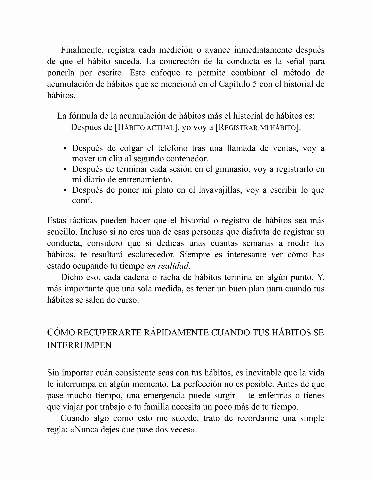 Finalmente, registra cada medición o avance inmediatamente después
de que el hábito suceda. La concreción de la conducta es la señal para
ponerla por escrito. Este enfoque te permite combinar el método de
acumulación de hábitos que se mencionó en el Capítulo 5 con el historial de
hábitos.
La fórmula de la acumulación de hábitos más el historial de hábitos es:
Después de [HÁBITO ACTUAL], yo voy a [REGISTRAR MI HÁBITO].
• Después de colgar el teléfono tras una llamada de ventas, voy a
mover un clip al segundo contenedor.
• Después de terminar cada sesión en el gimnasio, voy a registrarlo en
mi diario de entrenamiento.
• Después de poner mi plato en el lavavajillas, voy a escribir lo que
comí.
Estas tácticas pueden hacer que el historial o registro de hábitos sea más
sencillo. Incluso si no eres una de esas personas que disfruta de registrar su
conducta, considero que si dedicas unas cuantas semanas a medir tus
hábitos, te resultará esclarecedor. Siempre es interesante ver cómo has
estado ocupando tu tiempo en realidad.
Dicho eso, cada cadena o racha de hábitos termina en algún punto. Y,
más importante que una sola medida, es tener un buen plan para cuando tus
hábitos se salen de curso.
CÓMO RECUPERARTE RÁPIDAMENTE CUANDO TUS HÁBITOS SE
INTERRUMPEN
Sin importar cuán consistente seas con tus hábitos, es inevitable que la vida
te interrumpa en algún momento. La perfección no es posible. Antes de que
pase mucho tiempo, una emergencia puede surgir — te enfermas o tienes
que viajar por trabajo o tu familia necesita un poco más de tu tiempo.
Cuando algo como esto me sucede, trato de recordarme una simple
regla: «Nunca dejes que pase dos veces».